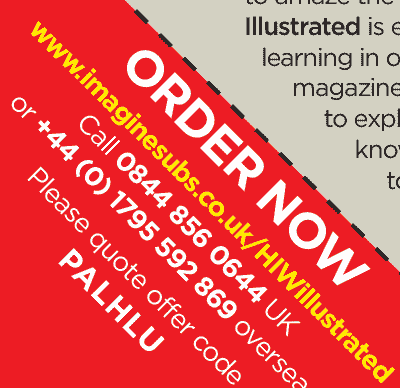 to amaze the
Illustrated is e
learning in o
magazine
to expl
know
to
ORDER NOW
www.imaginesubs.co.uk/HIWillustrated
Call 0844 856 0644 UK
or +44 (0) 1795 592 869 oversea
Please quote offer code
PALHLU